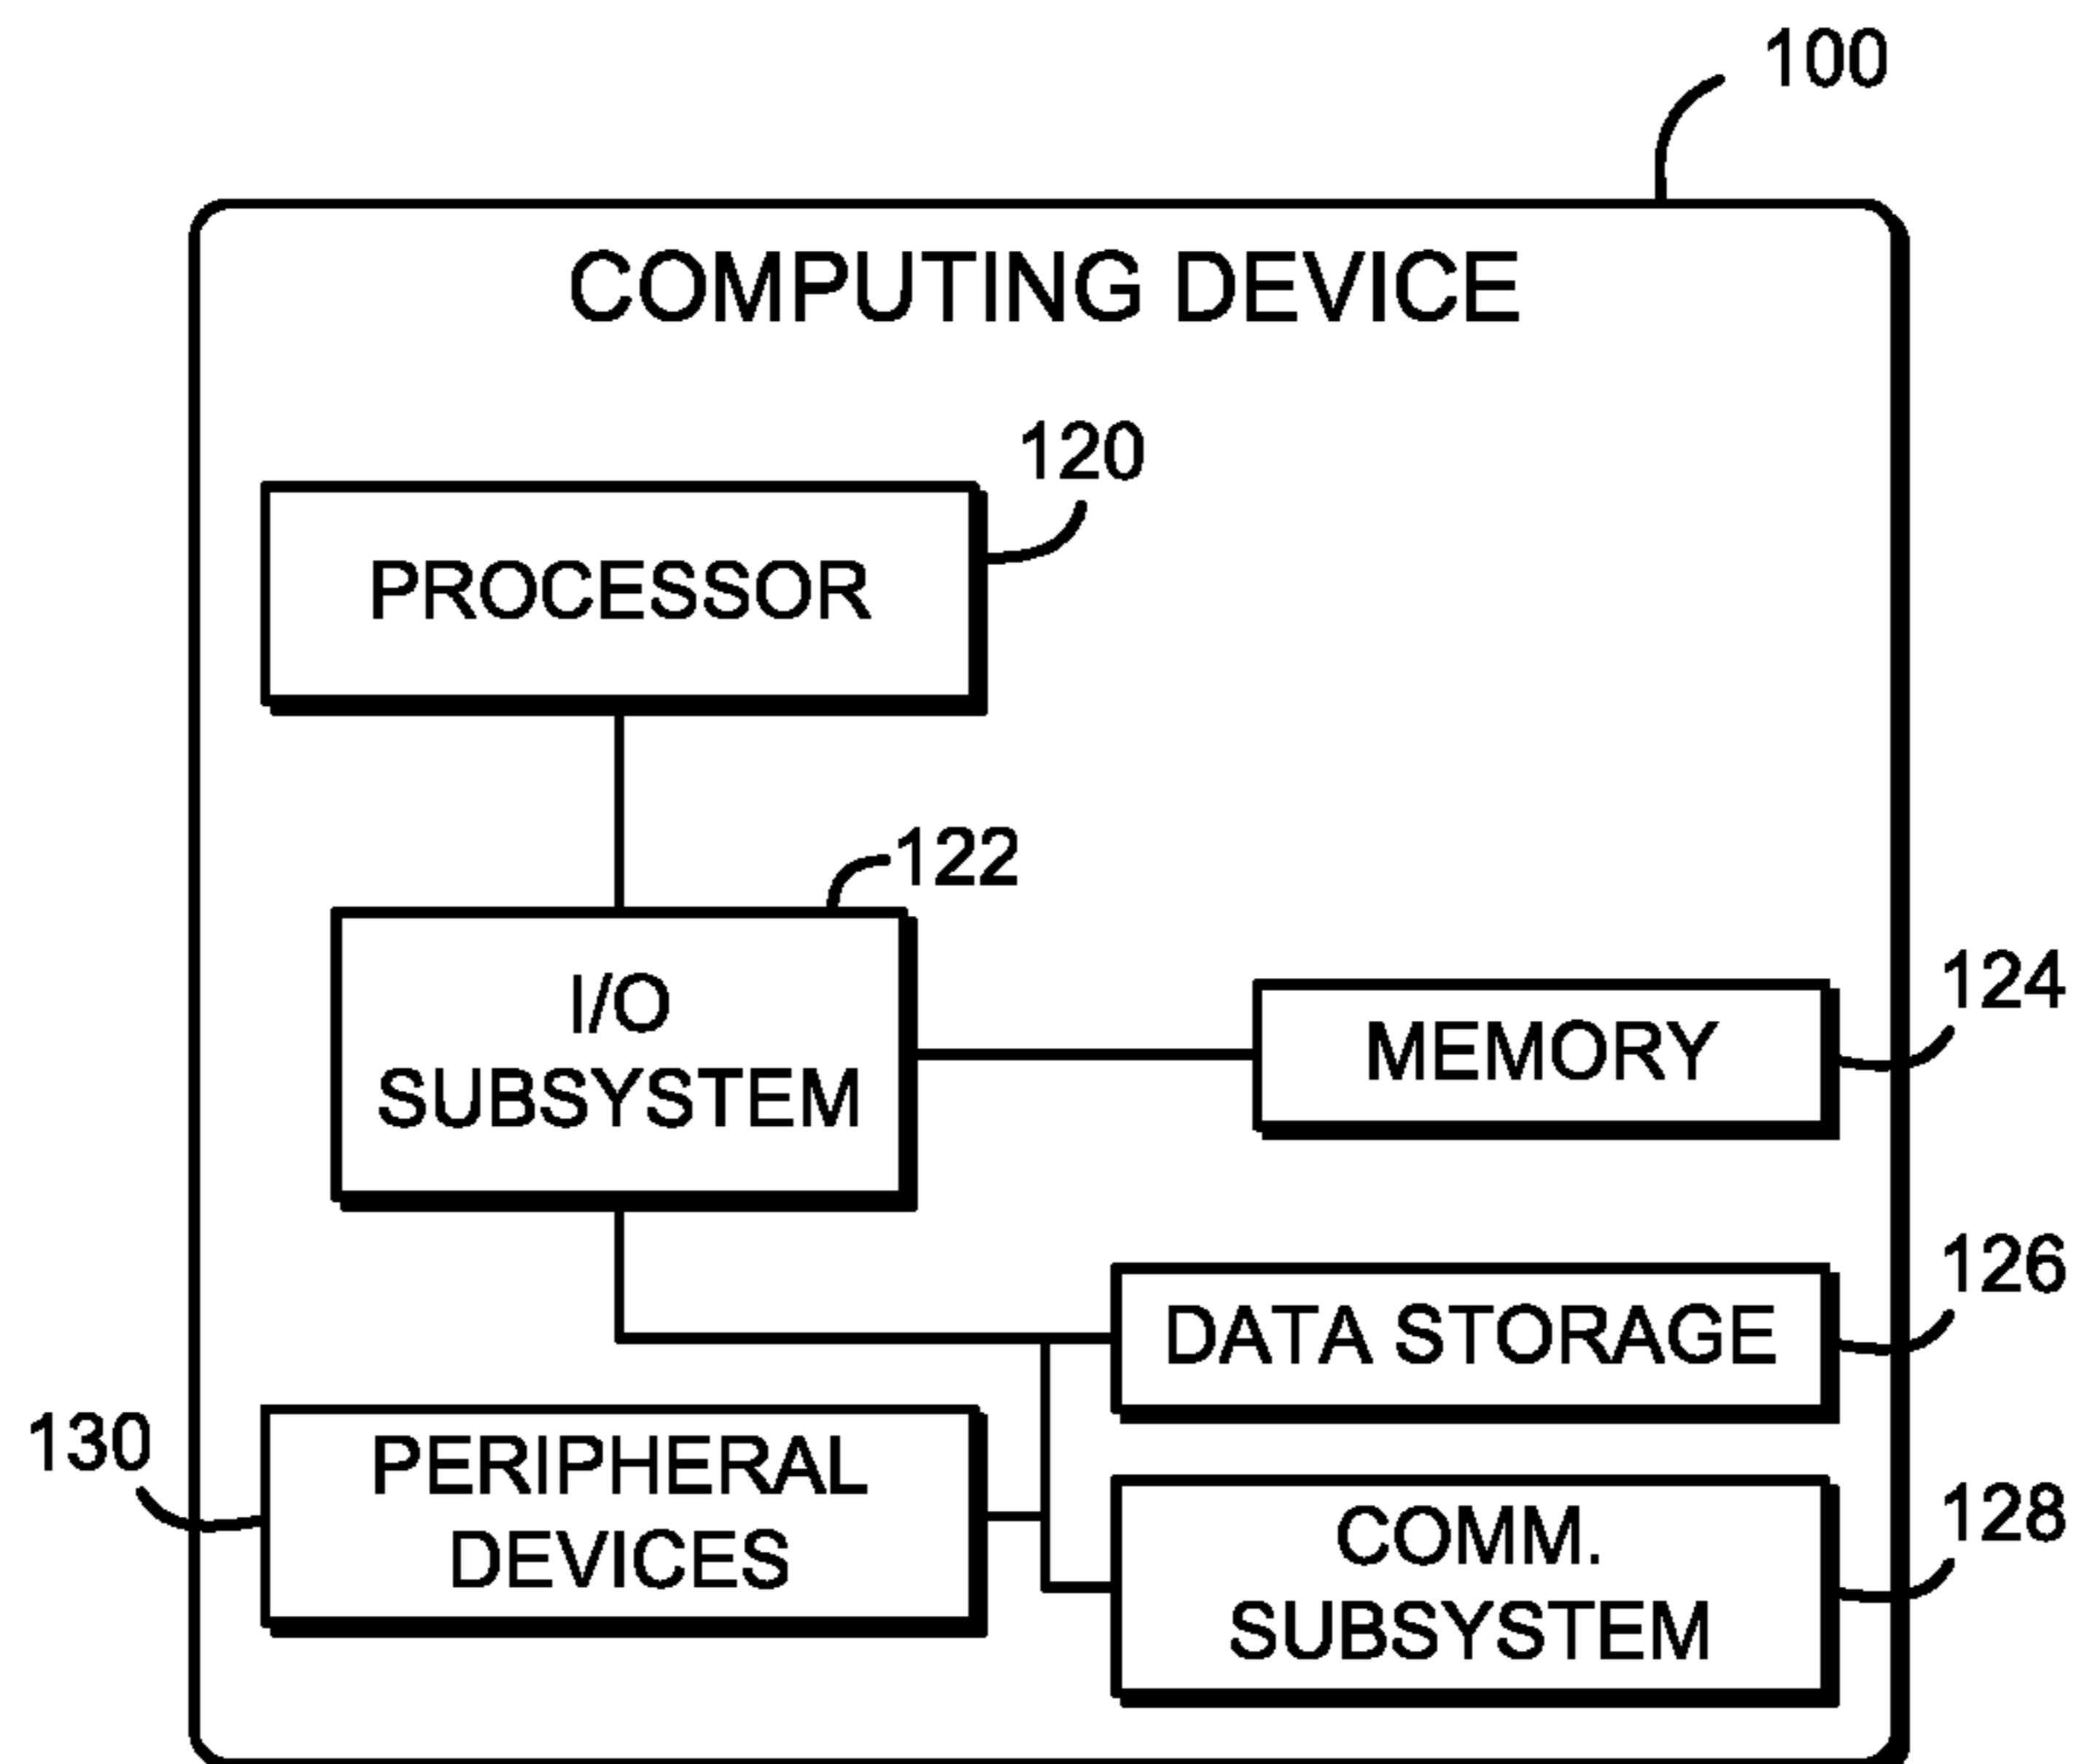 100
COMPUTING DEVICE
120
PROCESSOR
122
I/O
SUBSYSTEM
124
MEMORY
126
DATA STORAGE
130
PERIPHERAL
DEVICES
128
COMM.
SUBSYSTEM